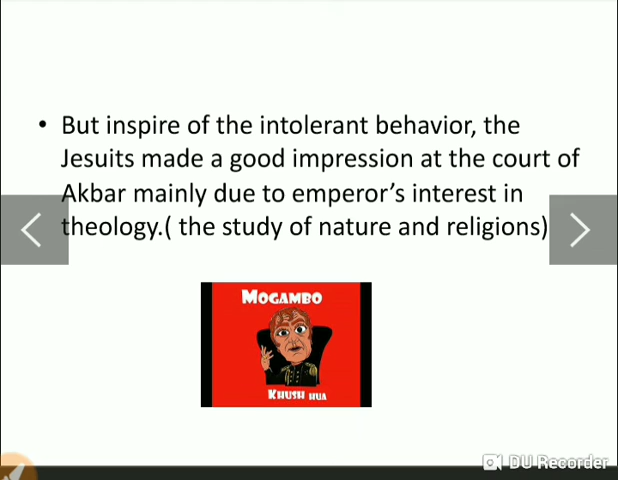 • But inspire of the intolerant behavior, the
Jesuits made a good impression at the court of
Akbar mainly due to emperor's interest in
theology.( the study of nature and religions)
MOGAMBO
KHUSH HUA
DU Recorder